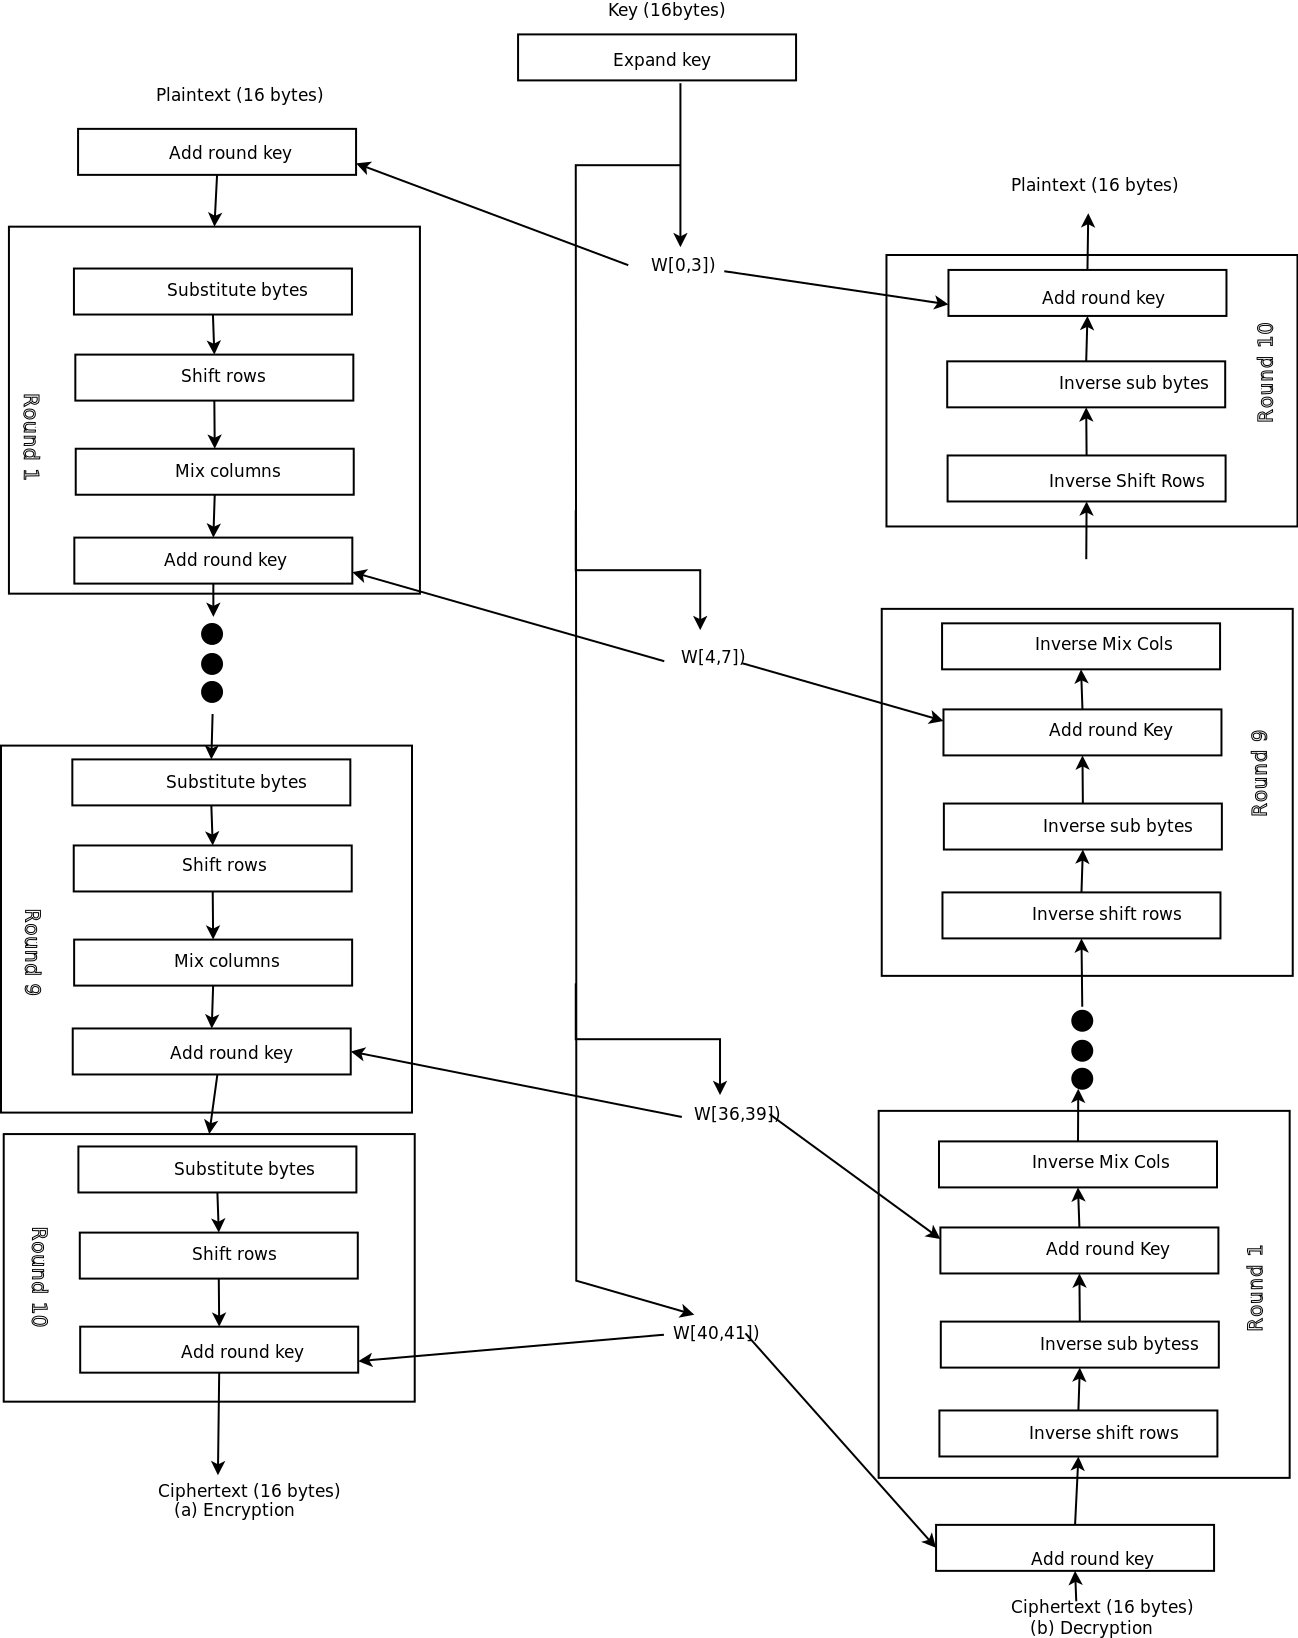 Key (16bytes)
Expand key
Plaintext (16 bytes)
Add round key
Substitute bytes
Shift rows
Mix columns
Add round key
Round 1
Substitute bytes
Shift rows
Mix columns
Add round key
Round 9
Substitute bytes
Shift rows
Add round key
Round 10
Ciphertext (16 bytes)
(a) Encryption
W[0,3])
W[4,7])
W[36,39])
W[40,41])
Plaintext (16 bytes)
Add round key
Inverse sub bytes
Inverse Shift Rows
Round 10
Inverse Mix Cols
Add round Key
Inverse sub bytes
Inverse shift rows
Round 9
Inverse Mix Cols
Add round Key
Inverse sub bytess
Inverse shift rows
Round 1
Add round key
Ciphertext (16 bytes)
(b) Decryption